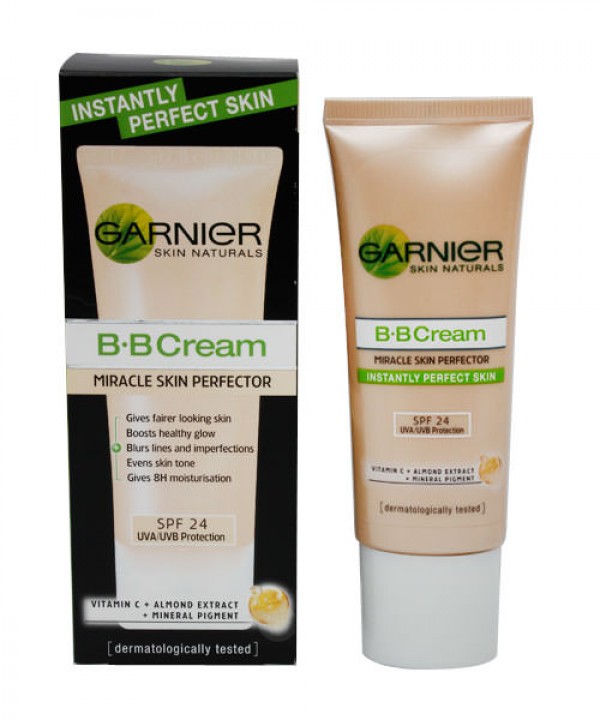 INSTANTLY
PERFECT SKIN
GARNIER
SKIN NATURALS
B·B Cream
MIRACLE SKIN PERFECTOR
Gives fairer looking skin
Boosts healthy glow
Blurs lines and imperfections
Evens skin tone
Gives 8H moisturisation
SPF 24
UVA/UVB Protection
VITAMIN C + ALMOND EXTRACT
+ MINERAL PIGMENT
[dermatologically tested]
GARNIER
SKIN NATURALS
B·B Cream
MIRACLE SKIN PERFECTOR
INSTANTLY PERFECT SKIN
SPF 24
UVA/UVB Protection
VITAMIN C + ALMOND EXTRACT
+ MINERAL PIGMENT
[dermatologically tested]